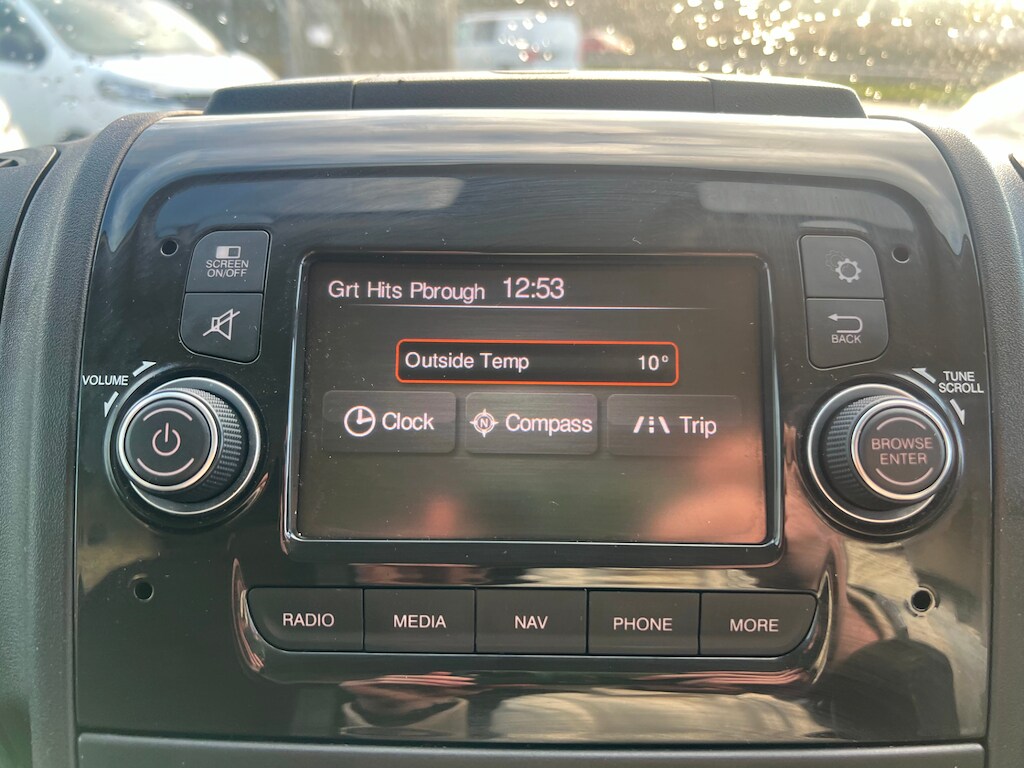 SCREEN
ON/OFF
Grt Hits Pbrough 12:53
BACK
VOLUME
Outside Temp 10°
TUNE
SCROLL
Clock
N Compass
Trip
BROWSE
ENTER
RADIO MEDIA NAV PHONE MORE